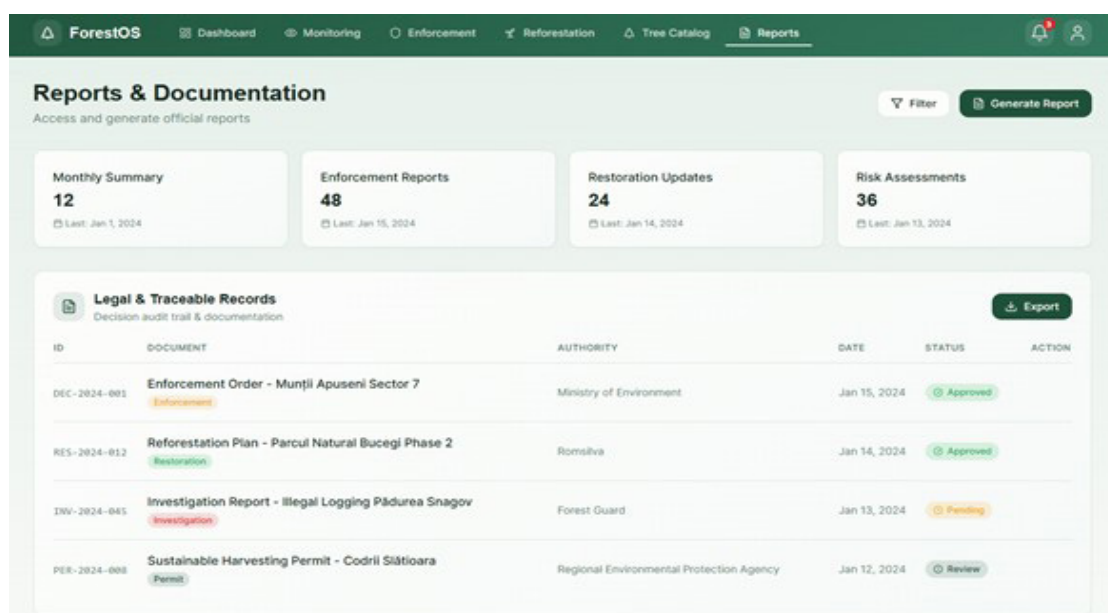 ForestOS Dashboard Monitoring Enforcement Reforestation Tree Catalog Reports
Reports & Documentation
Access and generate official reports
Filter
Generate Report
Monthly Summary
12
Last: Jan 1, 2024
Enforcement Reports
48
Last: Jan 15, 2024
Restoration Updates
24
Last: Jan 14, 2024
Risk Assessments
36
Last: Jan 13, 2024
Legal & Traceable Records
Decision audit trail & documentation
Export
ID DOCUMENT AUTHORITY DATE STATUS ACTION
DEC-2024-001 Enforcement Order - Munții Apuseni Sector 7 Ministry of Environment Jan 15, 2024 Approved
Enforcement
RES-2024-012 Reforestation Plan - Parcul Natural Bucegi Phase 2 Romsilva Jan 14, 2024 Approved
Restoration
INV-2024-045 Investigation Report - Illegal Logging Pădurea Snagov Forest Guard Jan 13, 2024 Pending
Investigation
PER-2024-008 Sustainable Harvesting Permit - Codrii Slătioara Regional Environmental Protection Agency Jan 12, 2024 Review
Permit